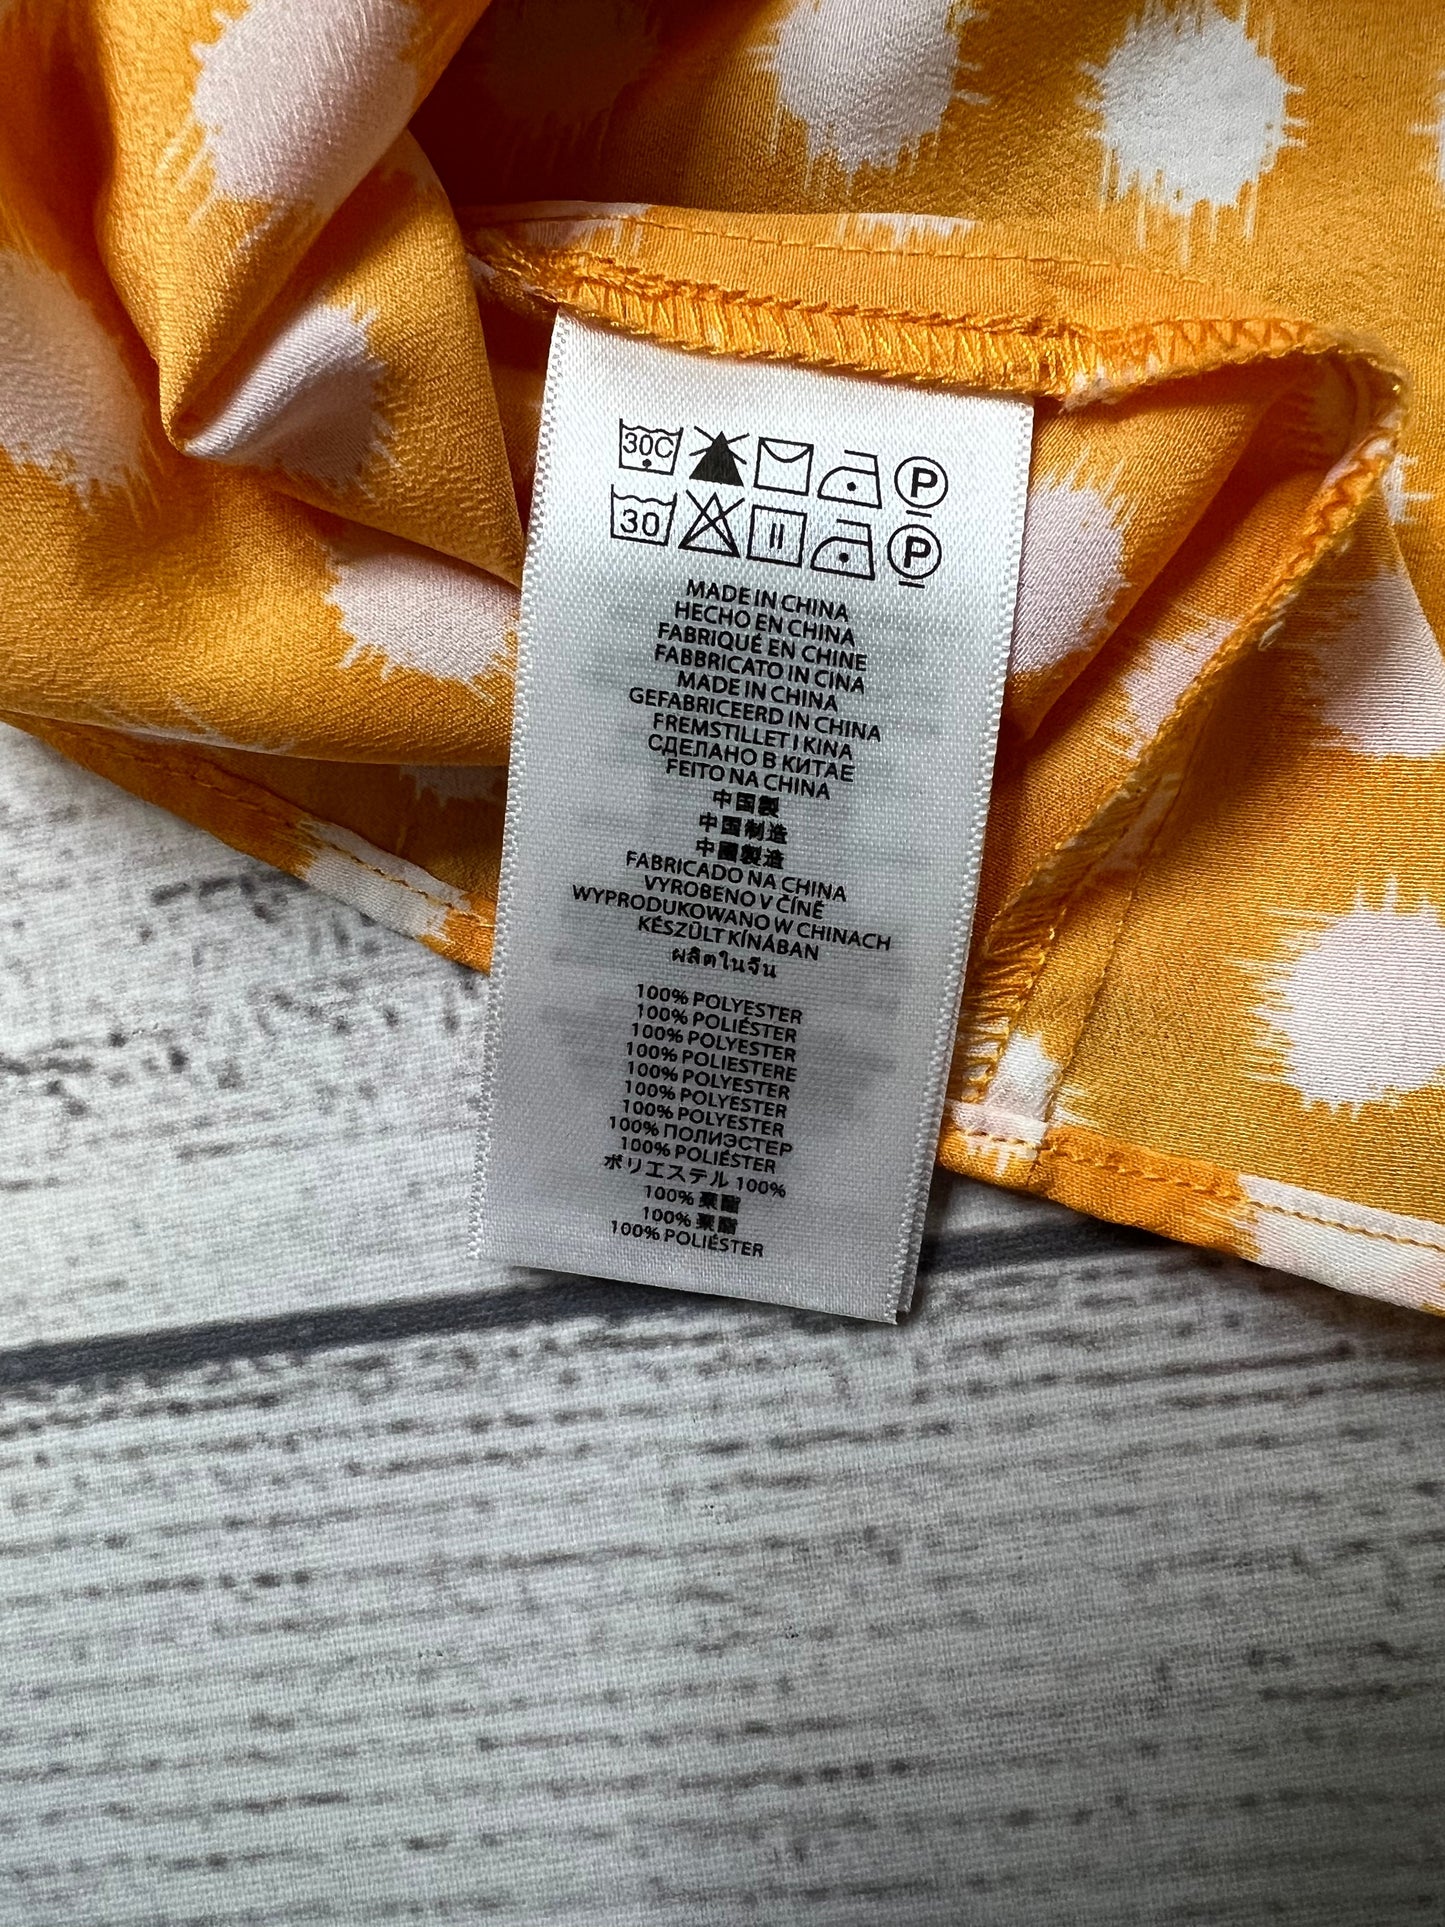 30C P
30 P
MADE IN CHINA
HECHO EN CHINA
FABRIQUÉ EN CHINE
FABBRICATO IN CINA
MADE IN CHINA
GEFABRICEERD IN CHINA
FREMSTILLET I KINA
СДЕЛАНО В КИТАЕ
FEITO NA CHINA
中国製
中国制造
中國製造
FABRICADO NA CHINA
VYROBENO V ČÍNĚ
WYPRODUKOWANO W CHINACH
KÉSZÜLT KÍNÁBAN
ผลิตในจีน
100% POLYESTER
100% POLIÉSTER
100% POLYESTER
100% POLIESTERE
100% POLYESTER
100% POLYESTER
100% POLYESTER
100% ПОЛИЭСТЕР
100% POLIÉSTER
ポリエステル 100%
100% 聚酯
100% 聚酯
100% POLIÉSTER